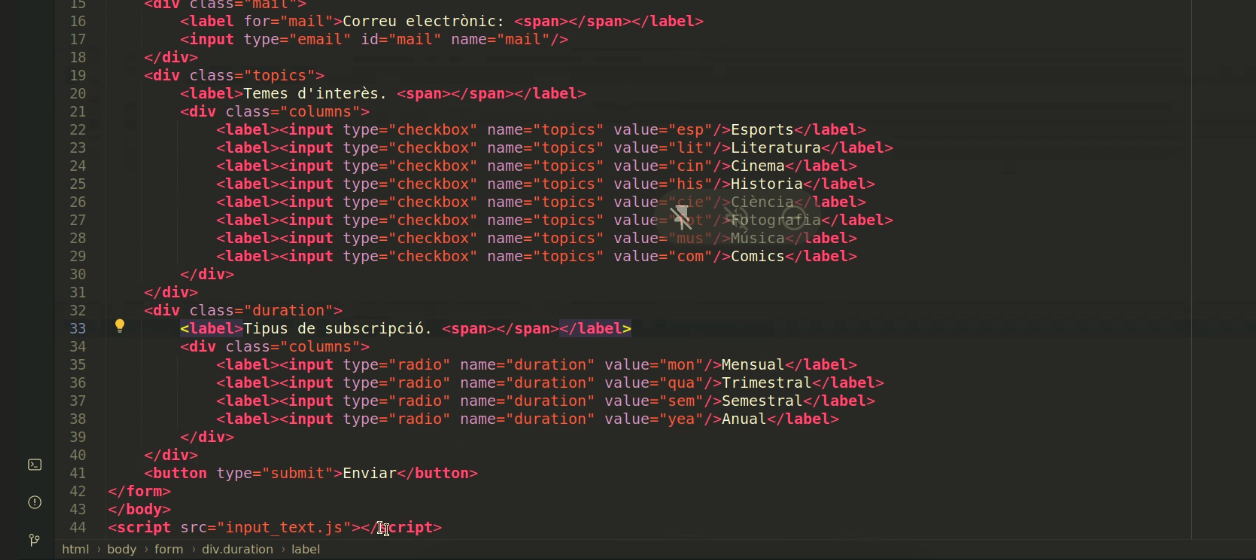 15 <div class="mail">
16 <label for="mail">Correu electrònic: <span></span></label>
17 <input type="email" id="mail" name="mail"/>
18 </div>
19 <div class="topics">
20 <label>Temes d'interès. <span></span></label>
21 <div class="columns">
22 <label><input type="checkbox" name="topics" value="esp"/>Esports</label>
23 <label><input type="checkbox" name="topics" value="lit"/>Literatura</label>
24 <label><input type="checkbox" name="topics" value="cin"/>Cinema</label>
25 <label><input type="checkbox" name="topics" value="his"/>Historia</label>
26 <label><input type="checkbox" name="topics" value="cie"/>Ciència</label>
27 <label><input type="checkbox" name="topics" value="fot"/>Fotografia</label>
28 <label><input type="checkbox" name="topics" value="mus"/>Música</label>
29 <label><input type="checkbox" name="topics" value="com"/>Comics</label>
30 </div>
31 </div>
32 <div class="duration">
33 <label>Tipus de subscripció. <span></span></label>
34 <div class="columns">
35 <label><input type="radio" name="duration" value="mon"/>Mensual</label>
36 <label><input type="radio" name="duration" value="qua"/>Trimestral</label>
37 <label><input type="radio" name="duration" value="sem"/>Semestral</label>
38 <label><input type="radio" name="duration" value="yea"/>Anual</label>
39 </div>
40 </div>
41 <button type="submit">Enviar</button>
42 </form>
43 </body>
44 <script src="input_text.js"></script>
html › body › form › div.duration › label